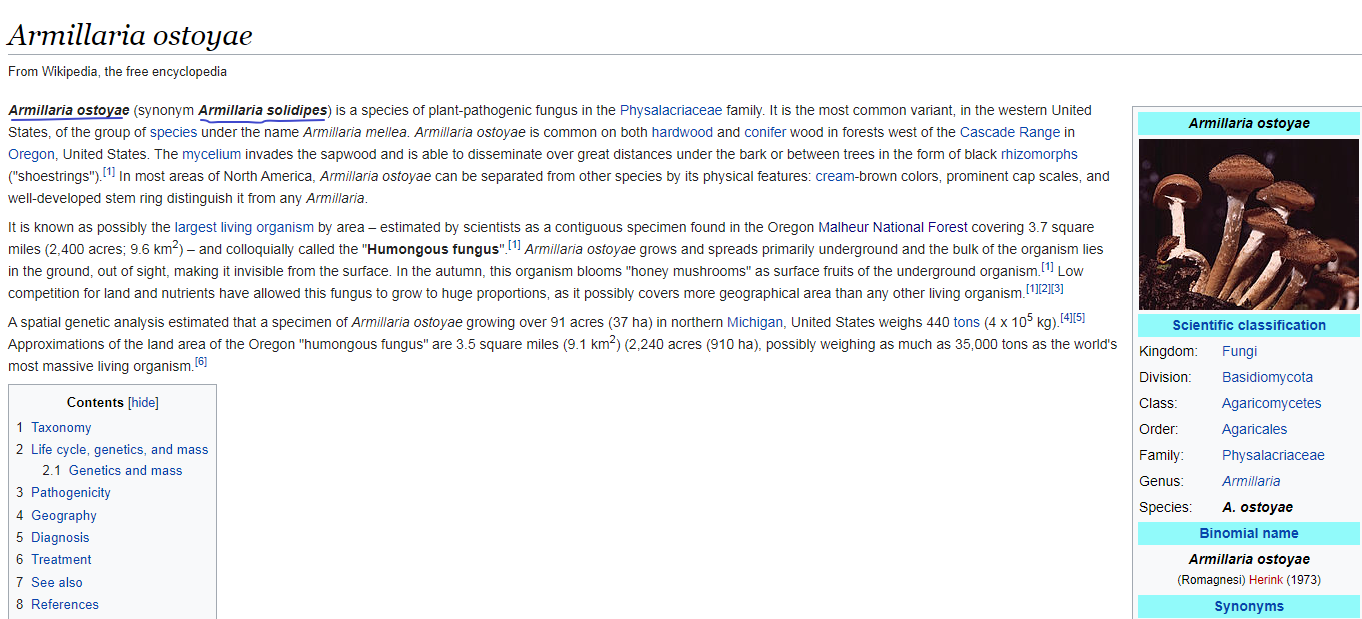 Armillaria ostoyae
From Wikipedia, the free encyclopedia
Armillaria ostoyae (synonym Armillaria solidipes) is a species of plant-pathogenic fungus in the Physalacriaceae family. It is the most common variant, in the western United
States, of the group of species under the name Armillaria mellea. Armillaria ostoyae is common on both hardwood and conifer wood in forests west of the Cascade Range in
Oregon, United States. The mycelium invades the sapwood and is able to disseminate over great distances under the bark or between trees in the form of black rhizomorphs
("shoestrings").[1] In most areas of North America, Armillaria ostoyae can be separated from other species by its physical features: cream-brown colors, prominent cap scales, and
well-developed stem ring distinguish it from any Armillaria.
It is known as possibly the largest living organism by area – estimated by scientists as a contiguous specimen found in the Oregon Malheur National Forest covering 3.7 square
miles (2,400 acres; 9.6 km2) – and colloquially called the "Humongous fungus".[1] Armillaria ostoyae grows and spreads primarily underground and the bulk of the organism lies
in the ground, out of sight, making it invisible from the surface. In the autumn, this organism blooms "honey mushrooms" as surface fruits of the underground organism.[1] Low
competition for land and nutrients have allowed this fungus to grow to huge proportions, as it possibly covers more geographical area than any other living organism.[1][2][3]
A spatial genetic analysis estimated that a specimen of Armillaria ostoyae growing over 91 acres (37 ha) in northern Michigan, United States weighs 440 tons (4 x 105 kg).[4][5]
Approximations of the land area of the Oregon "humongous fungus" are 3.5 square miles (9.1 km2) (2,240 acres (910 ha), possibly weighing as much as 35,000 tons as the world's
most massive living organism.[6]
Contents [hide]
1 Taxonomy
2 Life cycle, genetics, and mass
2.1 Genetics and mass
3 Pathogenicity
4 Geography
5 Diagnosis
6 Treatment
7 See also
8 References
Armillaria ostoyae
Scientific classification
Kingdom: Fungi
Division: Basidiomycota
Class: Agaricomycetes
Order: Agaricales
Family: Physalacriaceae
Genus: Armillaria
Species: A. ostoyae
Binomial name
Armillaria ostoyae
(Romagnesi) Herink (1973)
Synonyms